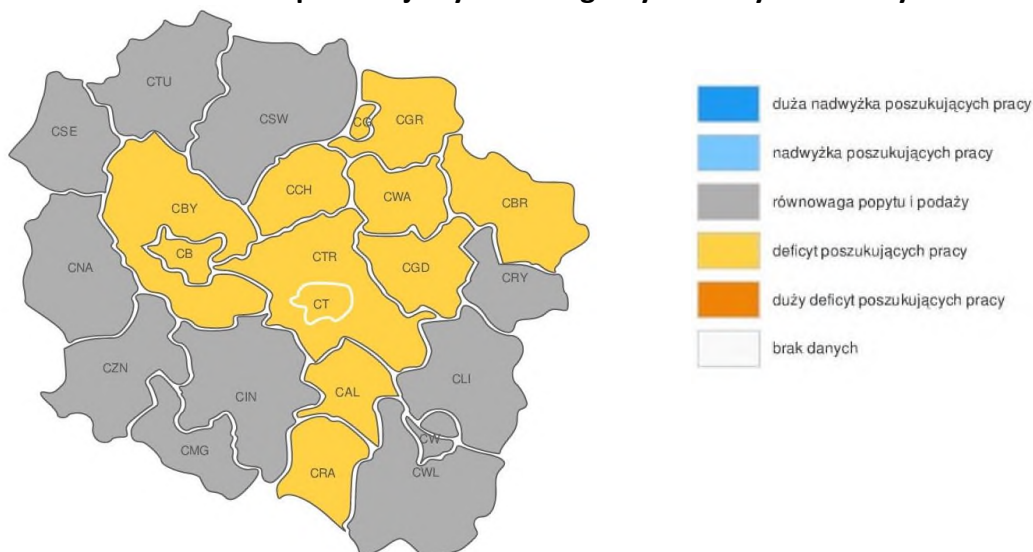 CTU
CSW
CSE
CG
CGR
CCH
CWA
CBR
CBY
CB
CTR
CGD
CNA
CRY
CT
CZN
CIN
CAL
CLI
CMG
CW
CRA
CWL
duża nadwyżka poszukujących pracy
nadwyżka poszukujących pracy
równowaga popytu i podaży
deficyt poszukujących pracy
duży deficyt poszukujących pracy
brak danych